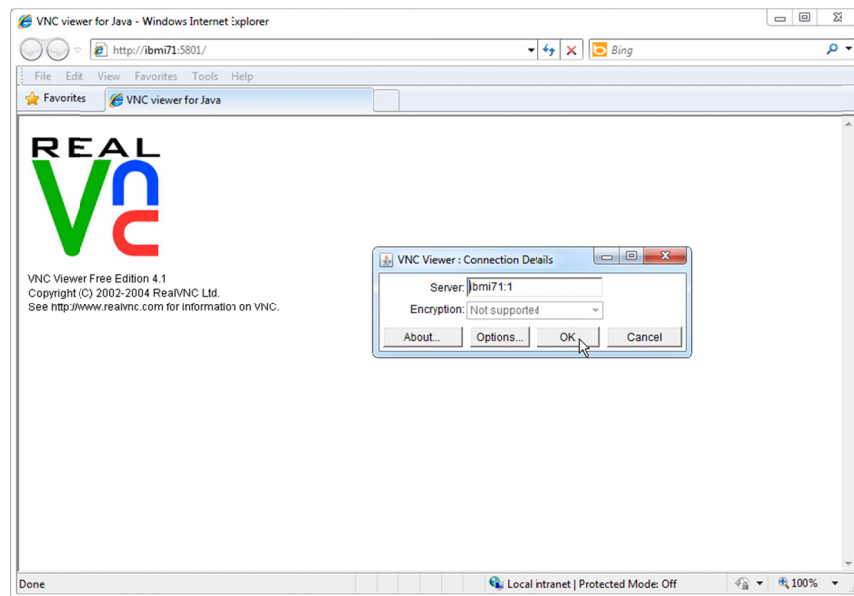 VNC viewer for Java - Windows Internet Explorer
http://ibmi71:5801/
Bing
File Edit View Favorites Tools Help
Favorites
VNC viewer for Java
REAL
vnc
VNC Viewer Free Edition 4.1
Copyright (C) 2002-2004 RealVNC Ltd.
See http://www.realvnc.com for information on VNC.
VNC Viewer : Connection Details
Server: ibmi71:1
Encryption: Not supported
About... Options... OK Cancel
Done
Local intranet | Protected Mode: Off
100%